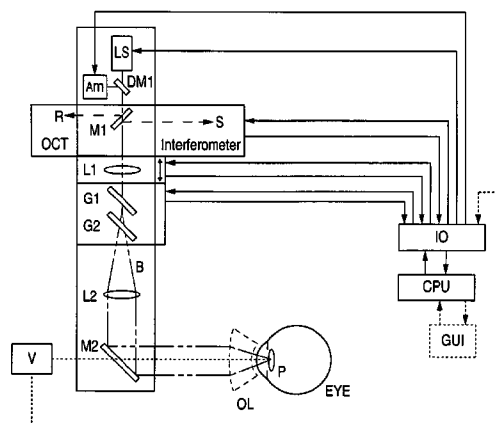 LS
Am
DM1
R
S
M1
OCT
Interferometer
L1
G1
G2
IO
B
CPU
L2
GUI
M2
V
P
OL
EYE